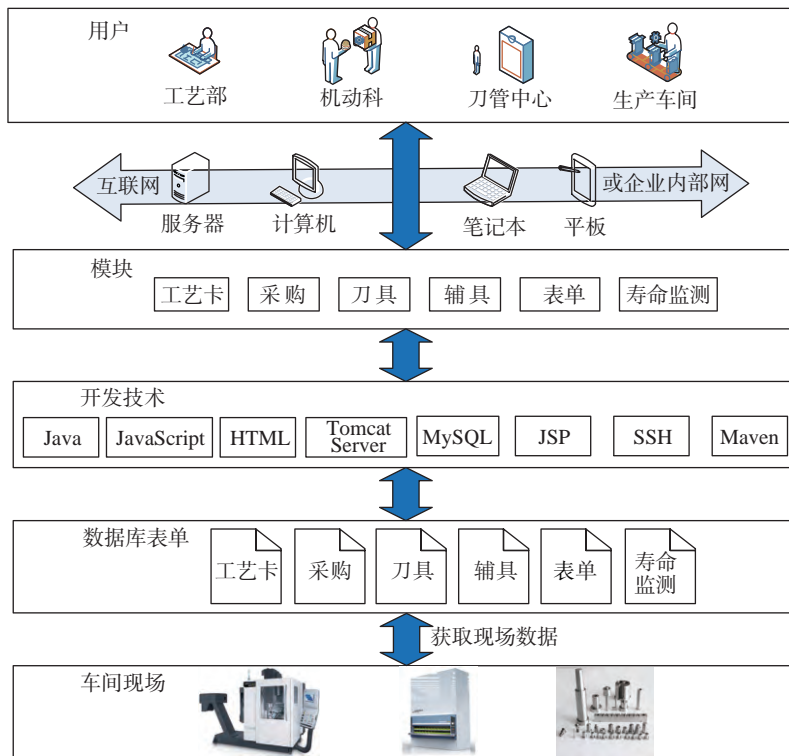 用户
工艺部 机动科 刀管中心 生产车间
互联网 或企业内部网
服务器 计算机 笔记本 平板
模块
工艺卡 采购 刀具 辅具 表单 寿命监测
开发技术
Java JavaScript HTML Tomcat Server MySQL JSP SSH Maven
数据库表单
工艺卡 采购 刀具 辅具 表单 寿命监测
获取现场数据
车间现场